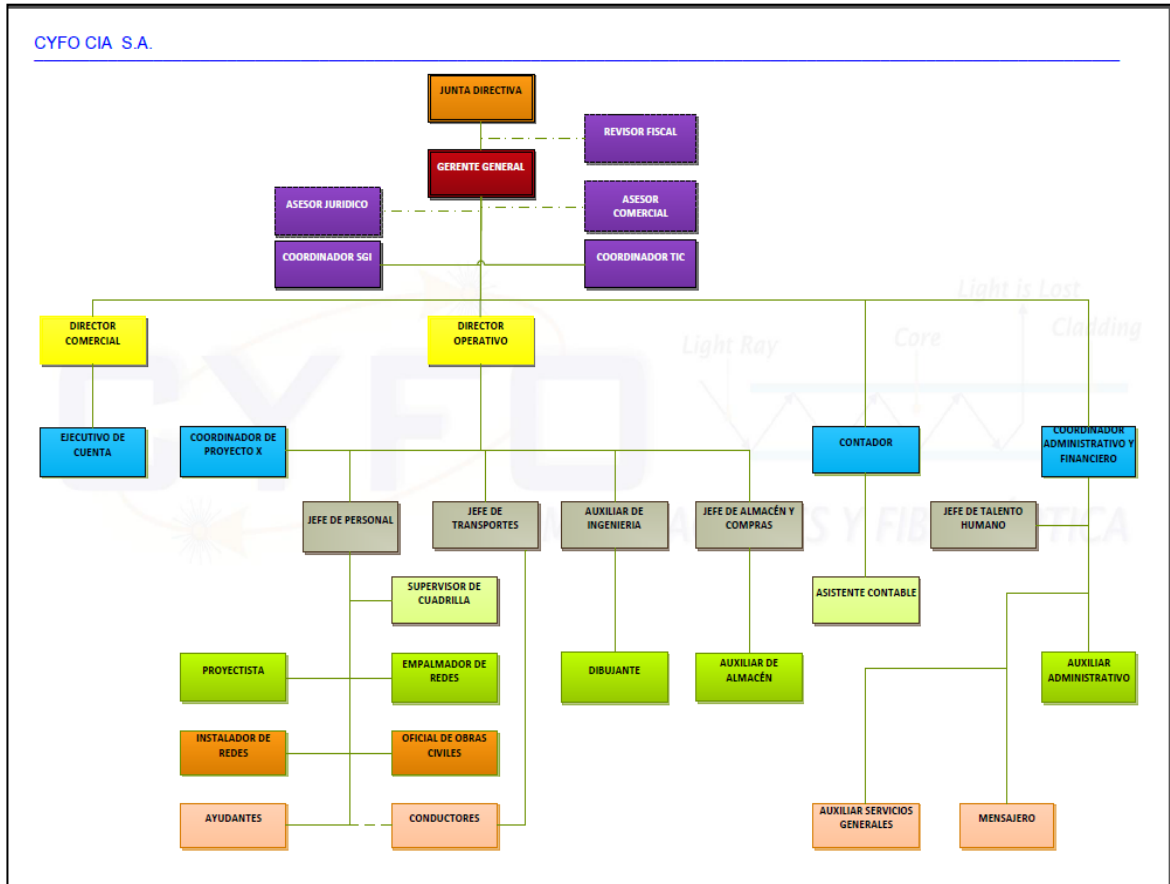 CYFO CIA S.A.
JUNTA DIRECTIVA
REVISOR FISCAL
GERENTE GENERAL
ASESOR JURIDICO
ASESOR
COMERCIAL
COORDINADOR SGI
COORDINADOR TIC
Light is Lost
DIRECTOR
COMERCIAL
DIRECTOR
OPERATIVO
Light Ray
Core
Cladding
CYFO
EJECUTIVO DE
CUENTA
COORDINADOR DE
PROYECTO X
CONTADOR
COORDINADOR
ADMINISTRATIVO Y
FINANCIERO
JEFE DE PERSONAL
JEFE DE
TRANSPORTES
AUXILIAR DE
INGENIERIA
JEFE DE ALMACÉN Y
COMPRAS
JEFE DE TALENTO
HUMANO
SUPERVISOR DE
CUADRILLA
ASISTENTE CONTABLE
PROYECTISTA
EMPALMADOR DE
REDES
DIBUJANTE
AUXILIAR DE
ALMACÉN
AUXILIAR
ADMINISTRATIVO
INSTALADOR DE
REDES
OFICIAL DE OBRAS
CIVILES
AYUDANTES
CONDUCTORES
AUXILIAR SERVICIOS
GENERALES
MENSAJERO